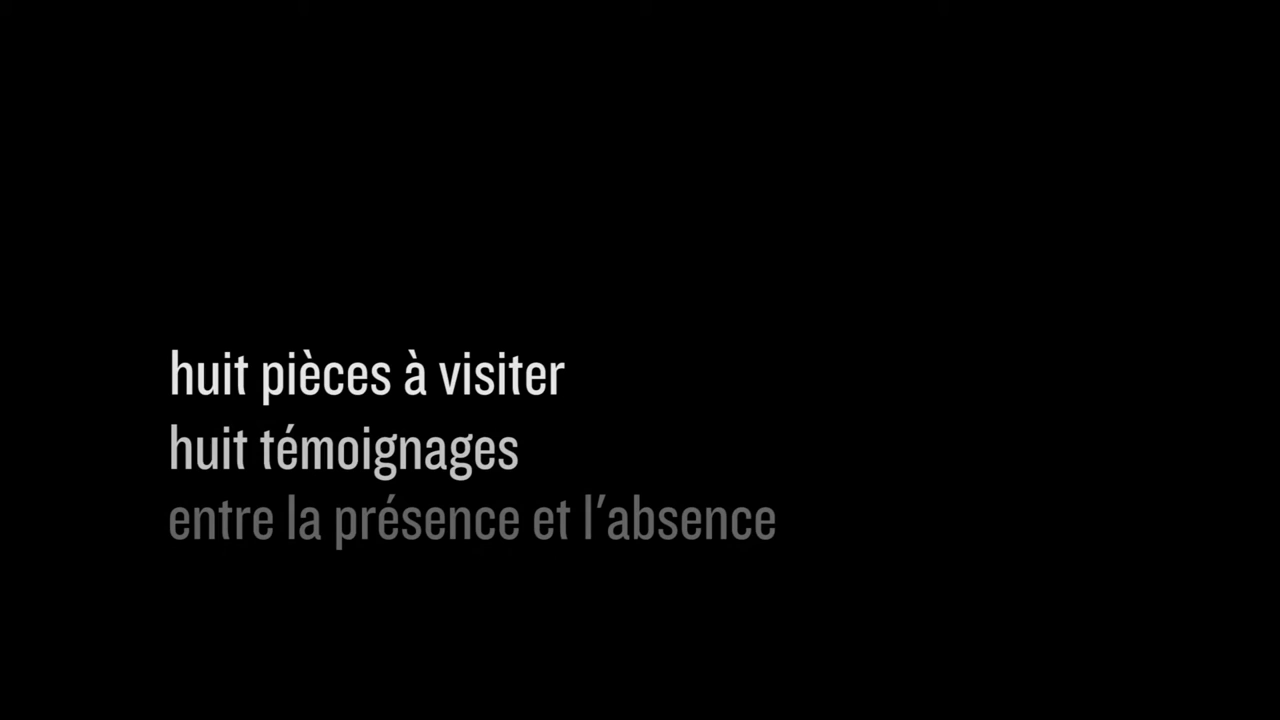 huit pièces à visiter
huit témoignages
entre la présence et l’absence